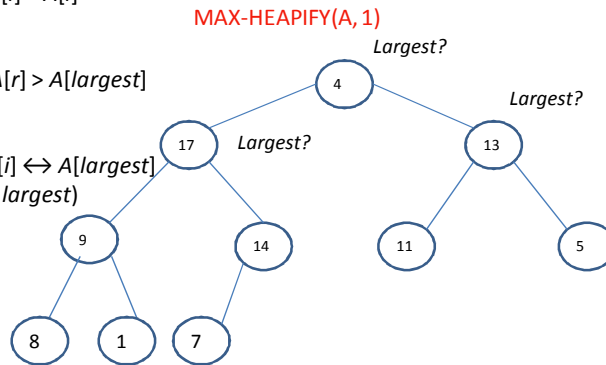 MAX-HEAPIFY(A, 1)
Largest?
4
A[r] > A[largest]
Largest?
17
Largest?
13
[i] ↔ A[largest]
largest)
9
14
11
5
8
1
7